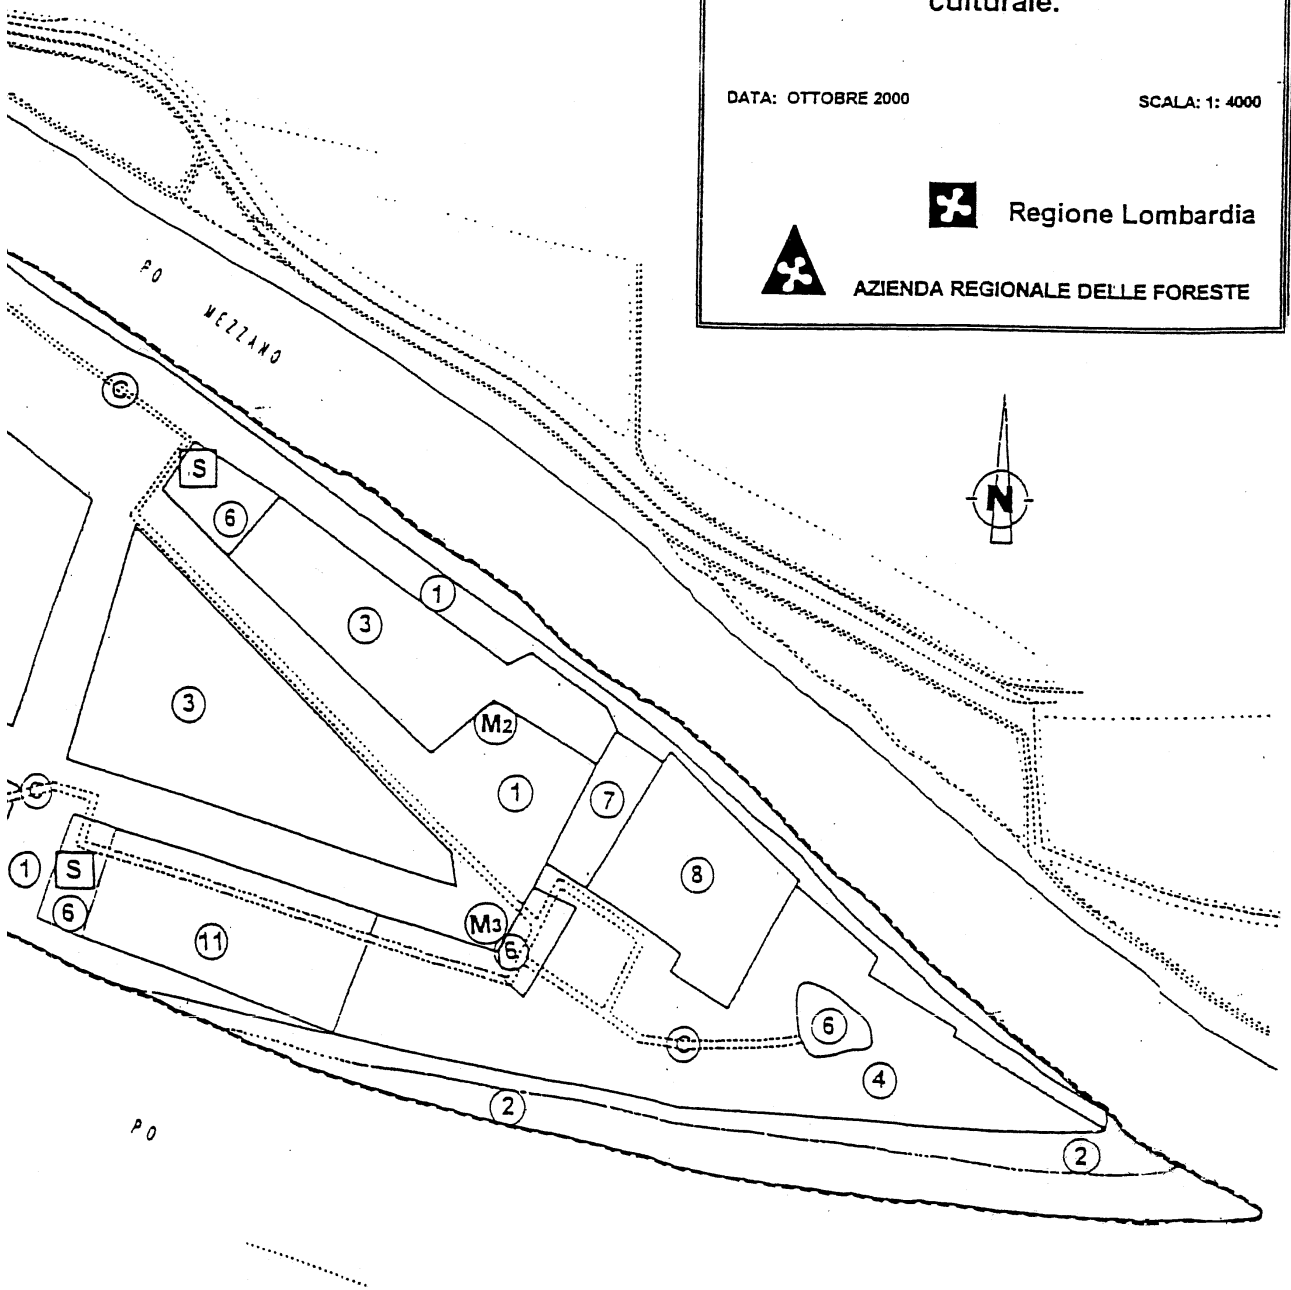 culturale.
DATA: OTTOBRE 2000 SCALA: 1: 4000
Regione Lombardia
AZIENDA REGIONALE DELLE FORESTE
PO MEZZANO
C
S
N
6
1
3
3
M2
C
1
7
1
S
8
6
M3
11
6
6
C
4
2
PO
2